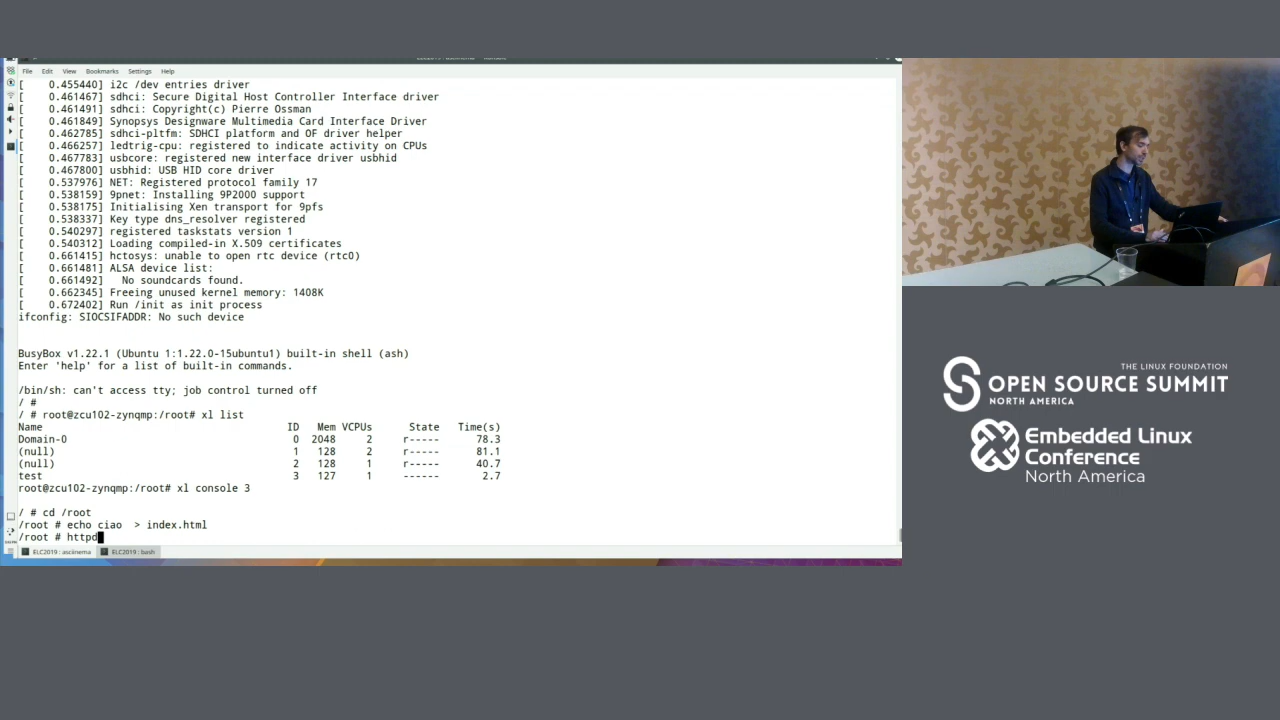 File Edit View Bookmarks Settings Help
[ 0.455440] i2c /dev entries driver
[ 0.461467] sdhci: Secure Digital Host Controller Interface driver
[ 0.461491] sdhci: Copyright(c) Pierre Ossman
[ 0.461849] Synopsys Designware Multimedia Card Interface Driver
[ 0.462785] sdhci-pltfm: SDHCI platform and OF driver helper
[ 0.466257] ledtrig-cpu: registered to indicate activity on CPUs
[ 0.467783] usbcore: registered new interface driver usbhid
[ 0.467800] usbhid: USB HID core driver
[ 0.537976] NET: Registered protocol family 17
[ 0.538159] 9pnet: Installing 9P2000 support
[ 0.538175] Initialising Xen transport for 9pfs
[ 0.538337] Key type dns_resolver registered
[ 0.540297] registered taskstats version 1
[ 0.540312] Loading compiled-in X.509 certificates
[ 0.661415] hctosys: unable to open rtc device (rtc0)
[ 0.661481] ALSA device list:
[ 0.661492] No soundcards found.
[ 0.662345] Freeing unused kernel memory: 1408K
[ 0.672402] Run /init as init process
ifconfig: SIOCSIFADDR: No such device
BusyBox v1.22.1 (Ubuntu 1:1.22.0-15ubuntu1) built-in shell (ash)
Enter 'help' for a list of built-in commands.
/bin/sh: can't access tty; job control turned off
/ #
/ # root@zcu102-zynqmp:/root# xl list
Name ID Mem VCPUs State Time(s)
Domain-0 0 2048 2 r----- 78.3
(null) 1 128 2 r----- 81.1
(null) 2 128 1 r----- 40.7
test 3 127 1 ------ 2.7
root@zcu102-zynqmp:/root# xl console 3
/ # cd /root
/root # echo ciao > index.html
/root # httpd
ELC2019 : asciinema ELC2019 : bash
THE LINUX FOUNDATION
OPEN SOURCE SUMMIT
NORTH AMERICA
Embedded Linux
Conference
North America